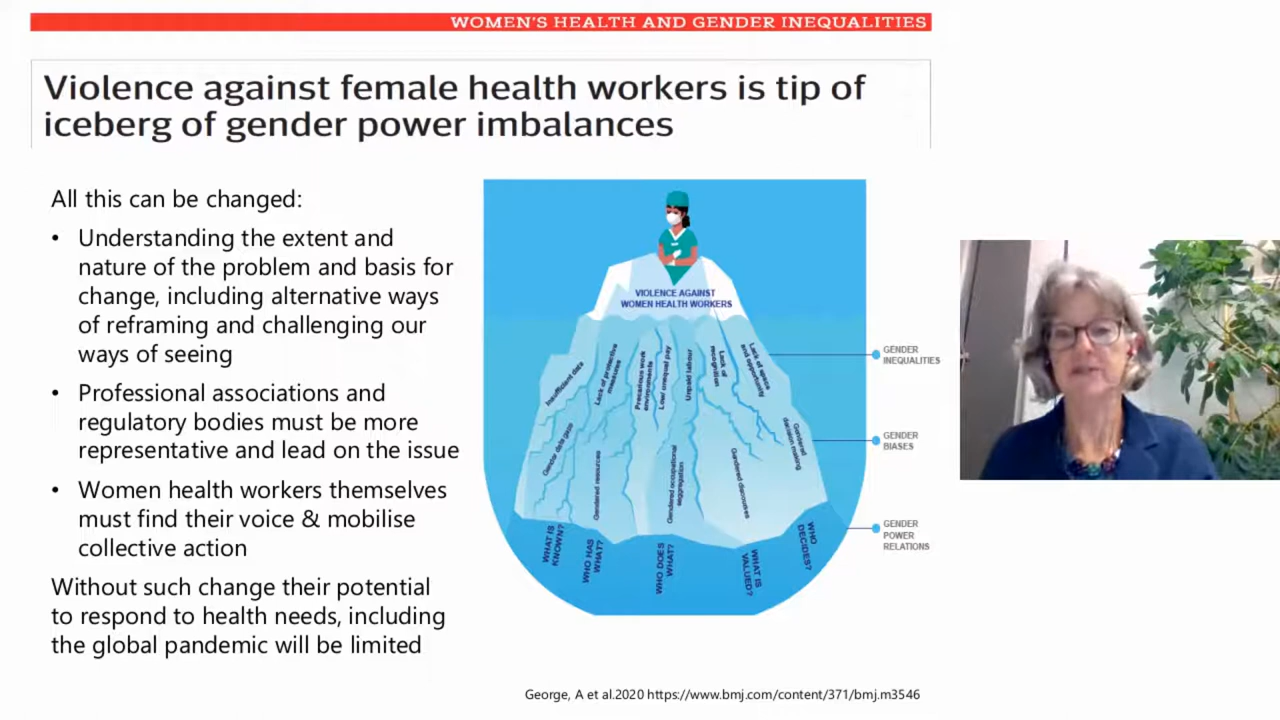 WOMEN'S HEALTH AND GENDER INEQUALITIES
Violence against female health workers is tip of
iceberg of gender power imbalances
All this can be changed:
• Understanding the extent and
nature of the problem and basis for
change, including alternative ways
of reframing and challenging our
ways of seeing
• Professional associations and
regulatory bodies must be more
representative and lead on the issue
• Women health workers themselves
must find their voice & mobilise
collective action
Without such change their potential
to respond to health needs, including
the global pandemic will be limited
VIOLENCE AGAINST
WOMEN HEALTH WORKERS
Insufficient data
Lack of protective
measures
Precarious work
environments
Low/ unequal pay
Unpaid labour
Lack of
recognition
Lack of space
and opportunity
GENDER
INEQUALITIES
Gender data gaps
Gendered resources
Gendered occupational
seggregation
Gendered discourses
Gendered
decision making
GENDER
BIASES
WHAT IS
KNOWN?
WHO HAS
WHAT?
WHO DOES
WHAT?
WHAT IS
VALUED?
WHO
DECIDES?
GENDER
POWER
RELATIONS
George, A et al.2020 https://www.bmj.com/content/371/bmj.m3546